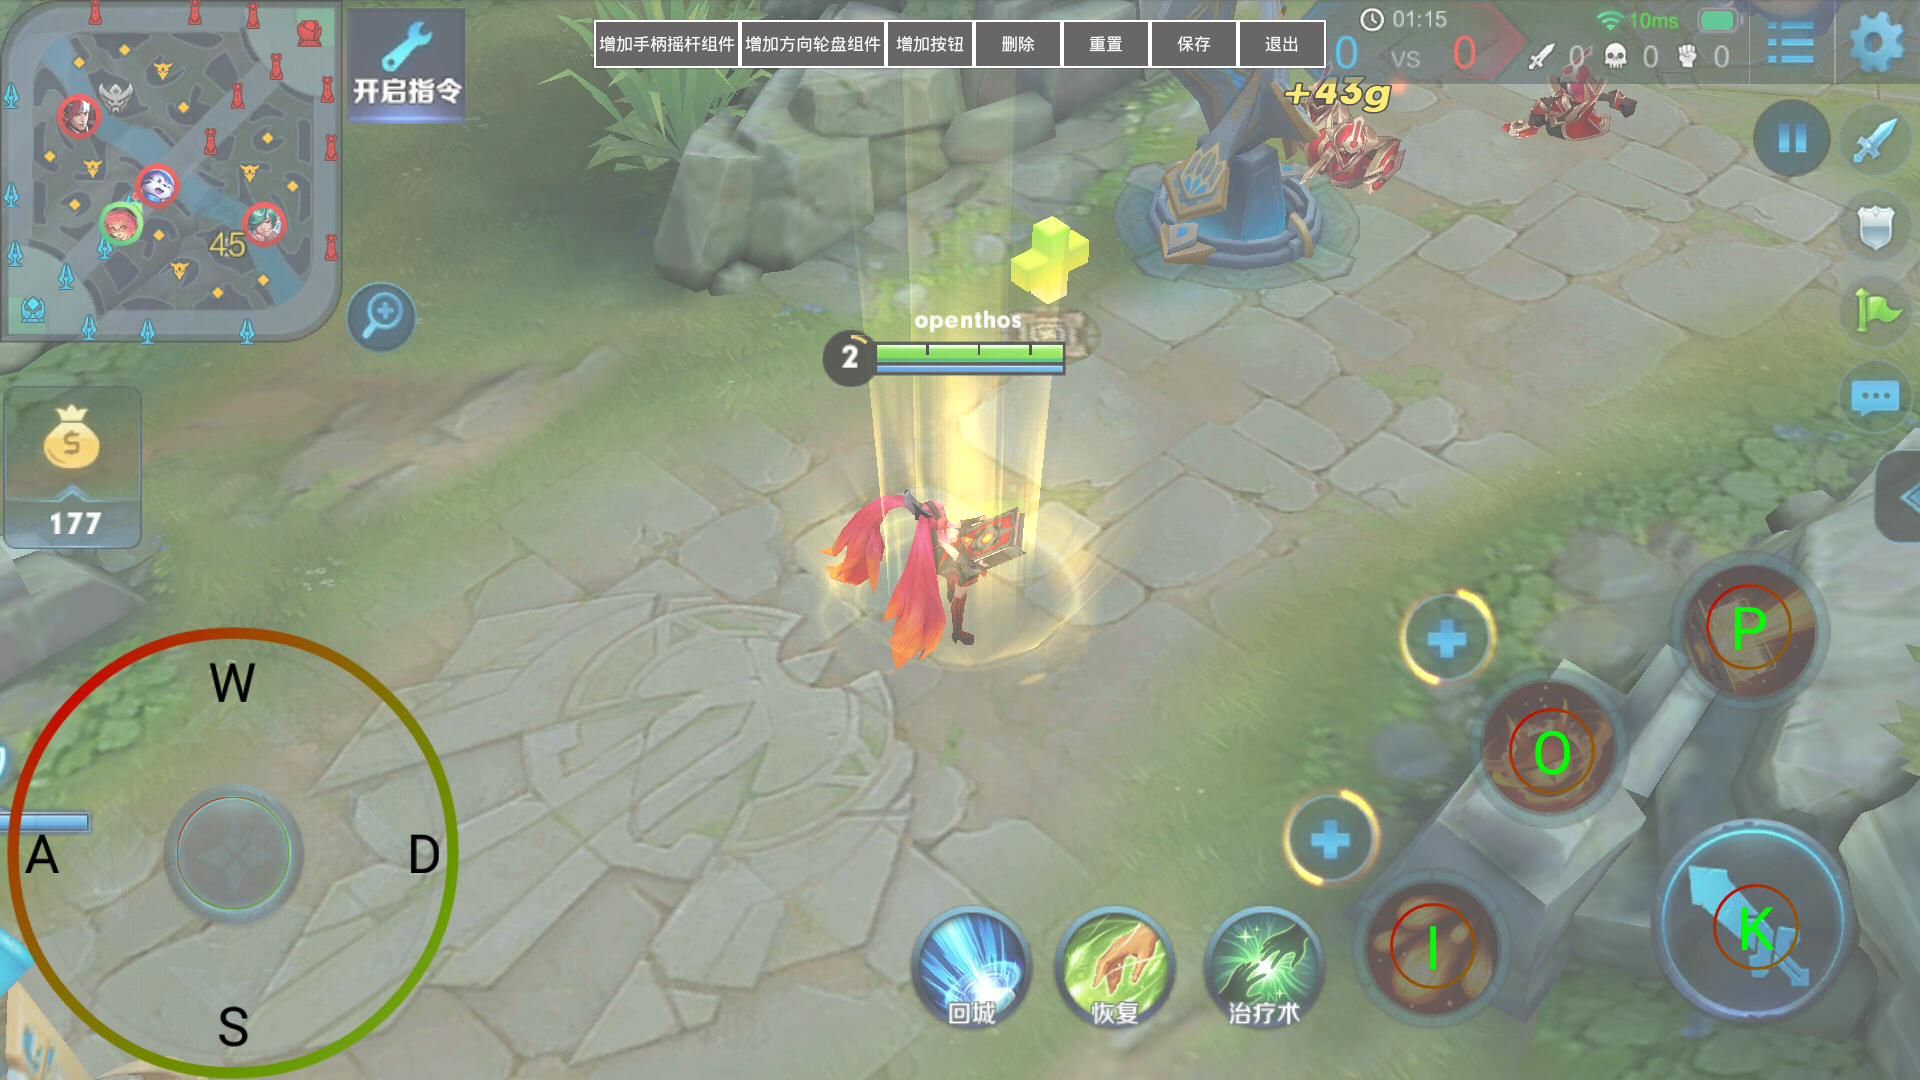 增加手柄摇杆组件 增加方向轮盘组件 增加按钮 删除 重置 保存 退出
01:15
10ms
0 VS 0
0 0 0
开启指令
+43g
45
openthos
2
177
W
A
D
S
P
O
I
K
回城 恢复 治疗术